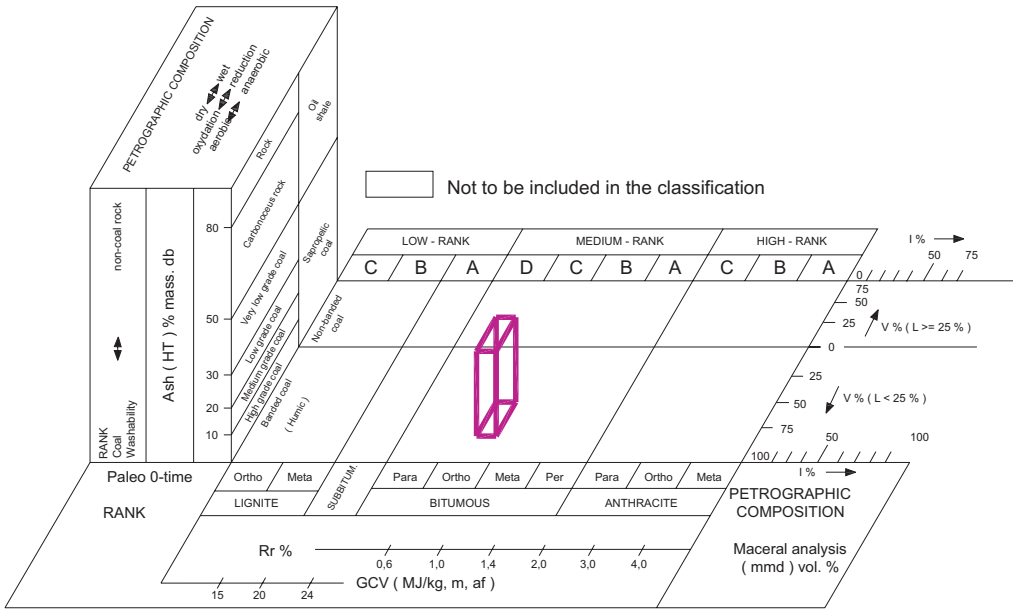 PETROGRAPHIC COMPOSITION
dry wet
oxydation reduction
aerobic anaerobic
Rock
Carbonoceus rock
Very low grade coal
Low grade coal
Medium grade coal
High grade coal
Banded coal
( Humic )
Oil
shale
Sapropelic
coal
Non-banded
coal
non-coal rock
RANK
Coal
Washability
Ash ( HT ) % mass. db
80
50
30
20
10
Not to be included in the classification
LOW - RANK MEDIUM - RANK HIGH - RANK
C B A D C B A C B A
I %
0 50 75
75
50
25
0
V % ( L >= 25 % )
25
50
75
100
V % ( L < 25 % )
50 100
I %
Paleo 0-time
RANK
Ortho Meta
LIGNITE
SUBBITUM.
Para Ortho Meta Per
BITUMOUS
Para Ortho Meta
ANTHRACITE
PETROGRAPHIC
COMPOSITION
Maceral analysis
( mmd ) vol. %
Rr %
0,6 1,0 1,4 2,0 3,0 4,0
GCV ( MJ/kg, m, af )
15 20 24